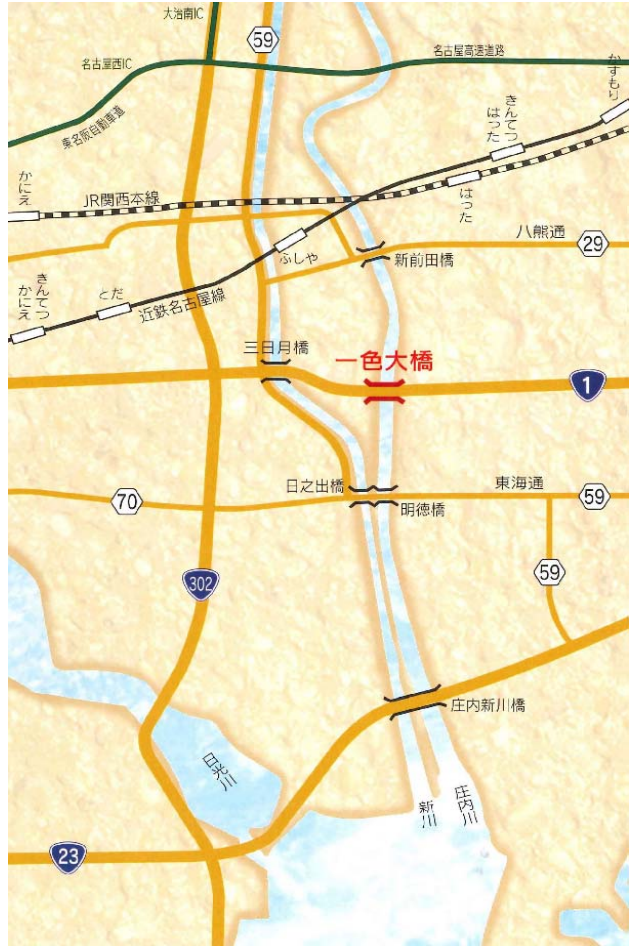 大治南IC
59
名古屋西IC
名古屋高速道路
東名阪自動車道
かすもり
きんてつ
はった
はった
かにえ
JR関西本線
八熊通
29
ふしや
新前田橋
きんてつ
かにえ
とだ
近鉄名古屋線
三日月橋
一色大橋
1
日之出橋
東海通
70
明徳橋
59
302
59
庄内新川橋
日光川
新川
庄内川
23